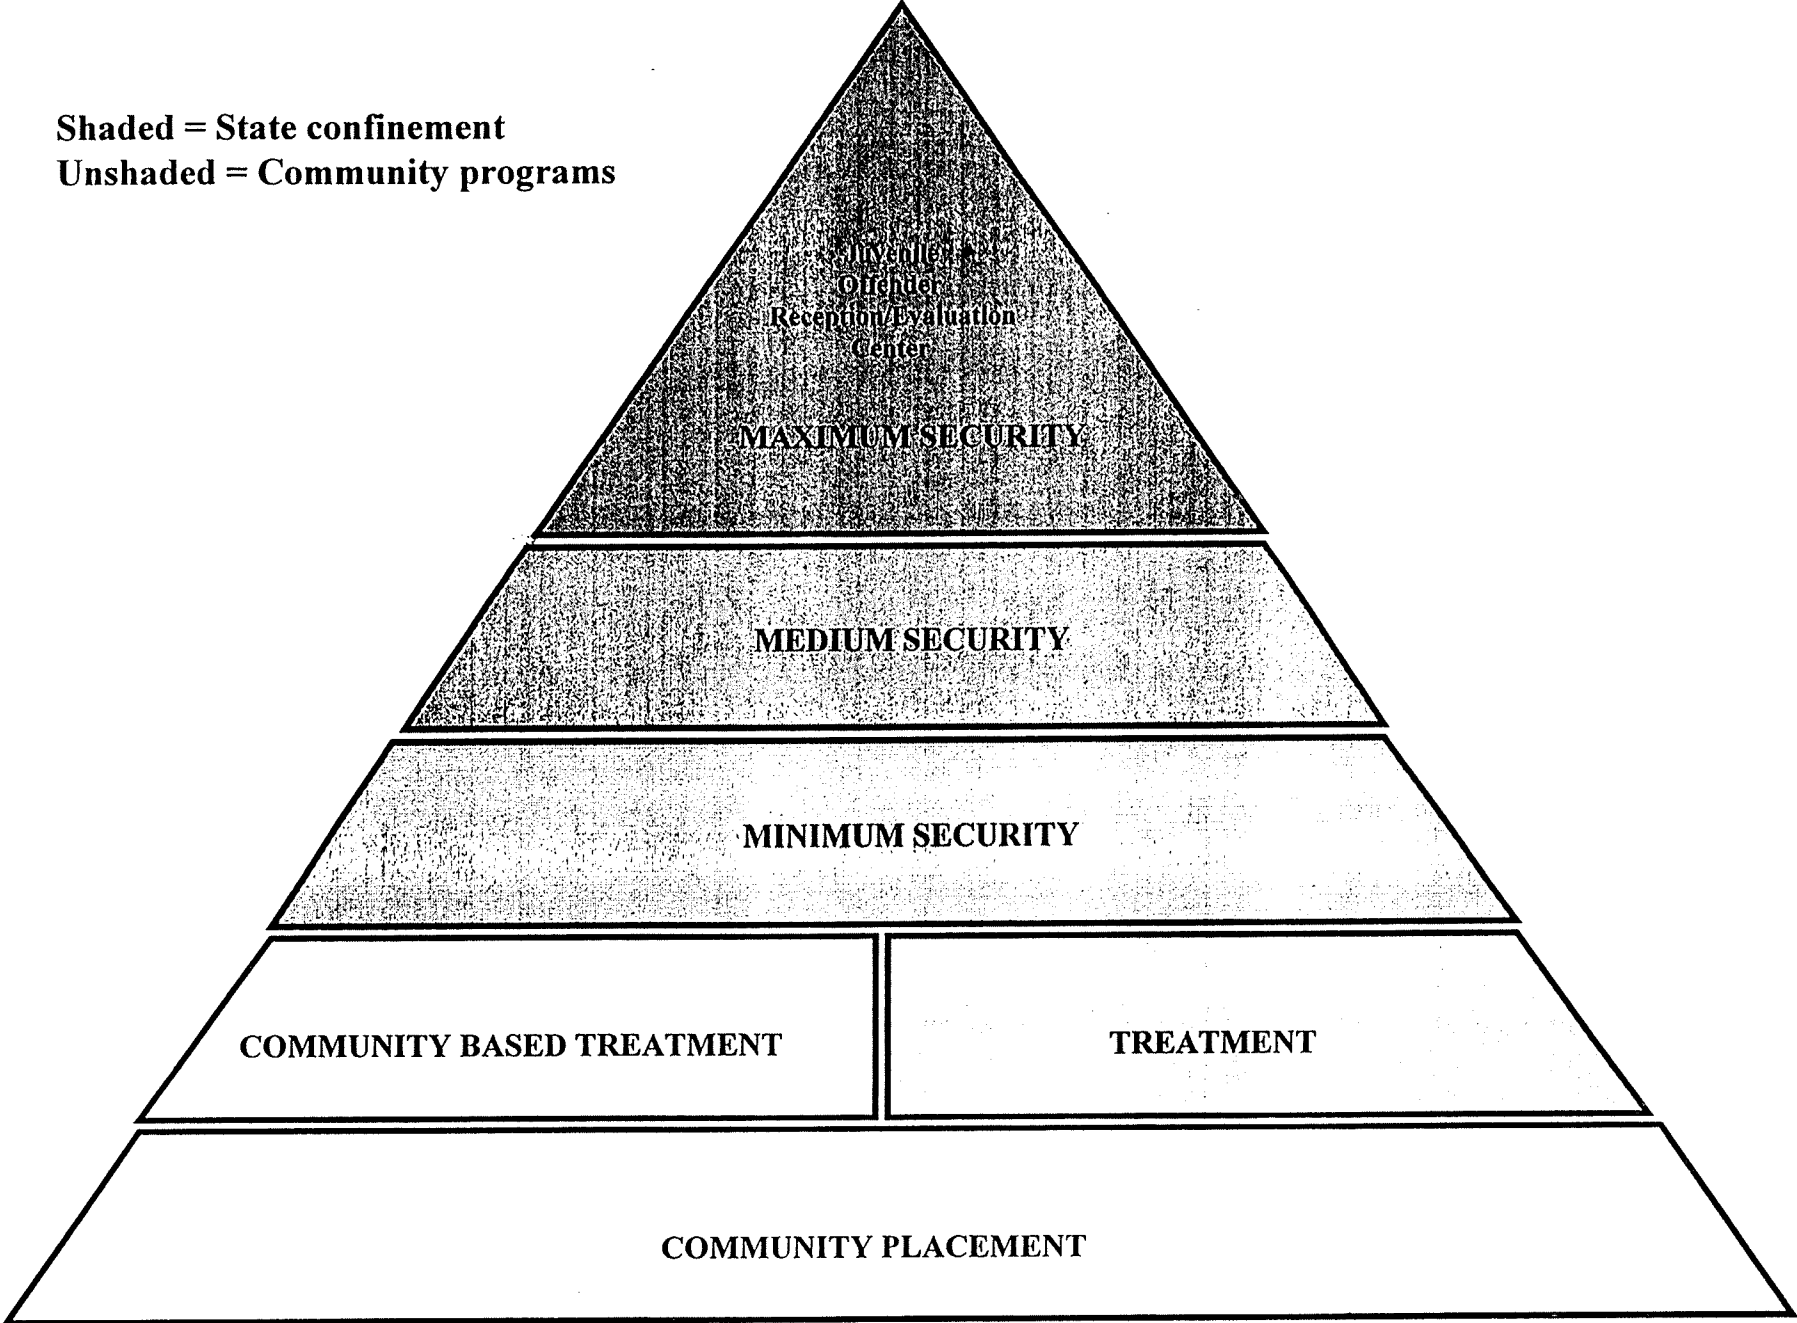 Shaded = State confinement
Unshaded = Community programs
Juvenile
Offender
Reception/Evaluation
Center
MAXIMUM SECURITY
MEDIUM SECURITY
MINIMUM SECURITY
COMMUNITY BASED TREATMENT
TREATMENT
COMMUNITY PLACEMENT